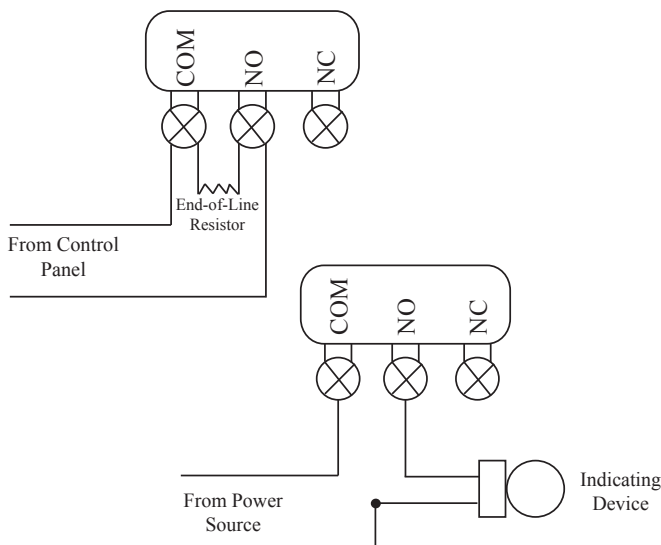 COM
NO
NC
End-of-Line
Resistor
From Control
Panel
COM
NO
NC
From Power
Source
Indicating
Device